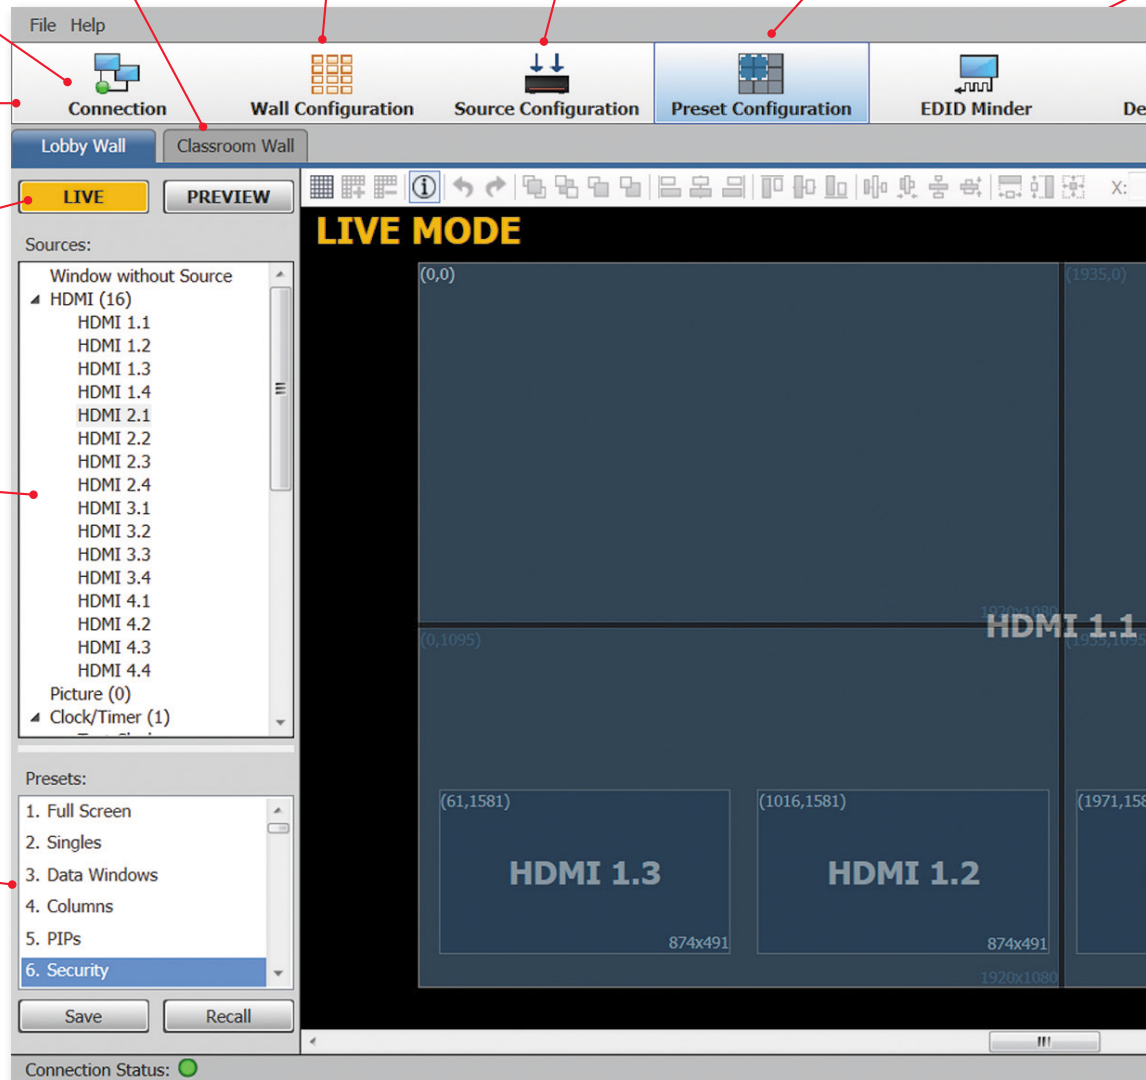 File Help
Connection
Wall Configuration
Source Configuration
Preset Configuration
EDID Minder
De
Lobby Wall
Classroom Wall
LIVE
PREVIEW
X:
Sources:
Window without Source
HDMI (16)
HDMI 1.1
HDMI 1.2
HDMI 1.3
HDMI 1.4
HDMI 2.1
HDMI 2.2
HDMI 2.3
HDMI 2.4
HDMI 3.1
HDMI 3.2
HDMI 3.3
HDMI 3.4
HDMI 4.1
HDMI 4.2
HDMI 4.3
HDMI 4.4
Picture (0)
Clock/Timer (1)
Presets:
1. Full Screen
2. Singles
3. Data Windows
4. Columns
5. PIPs
6. Security
Save
Recall
Connection Status:
LIVE MODE
(0,0)
(1935,0)
1920x1080
HDMI 1.1
(0,1095)
(1935,1095
(61,1581)
HDMI 1.3
874x491
(1016,1581)
HDMI 1.2
874x491
(1971,158
1920x1080